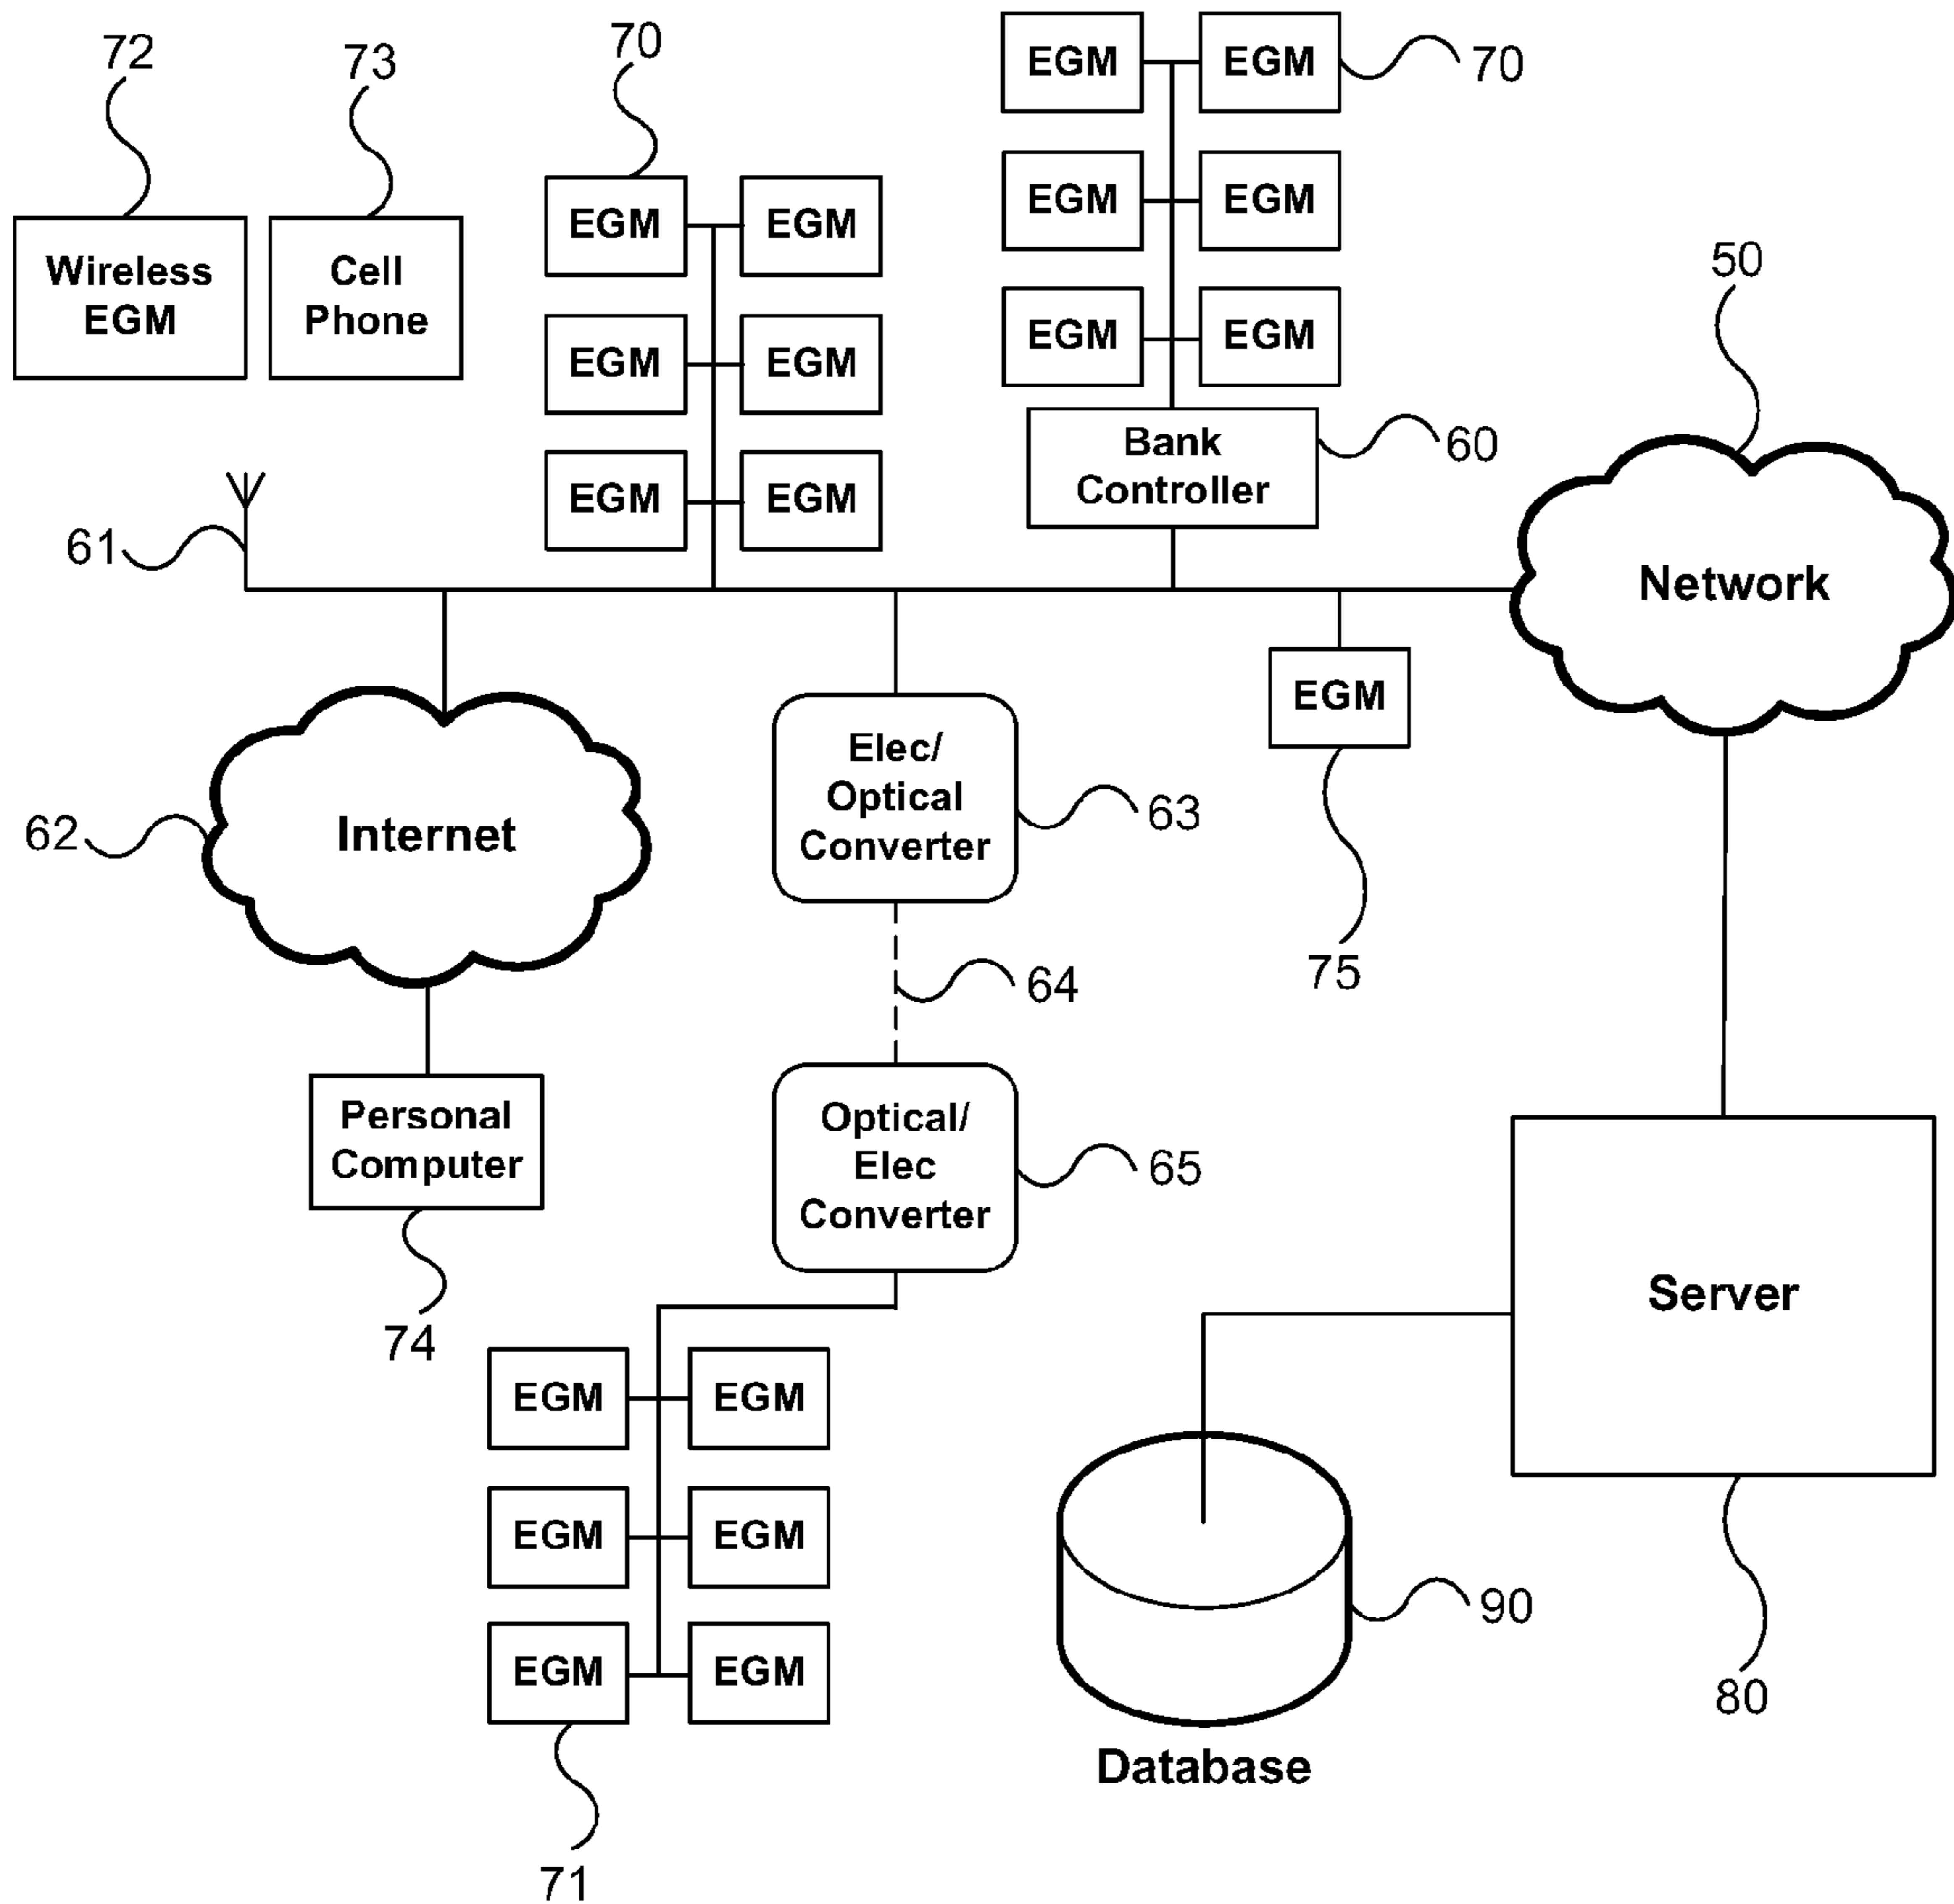 72
73
70
EGM
EGM
70
Wireless
EGM
Cell
Phone
EGM
EGM
EGM
EGM
EGM
EGM
EGM
EGM
EGM
EGM
50
Bank
Controller
60
61
Network
EGM
75
Internet
62
Elec/
Optical
Converter
63
64
Personal
Computer
74
Optical/
Elec
Converter
65
Server
80
EGM
EGM
EGM
EGM
EGM
EGM
71
90
Database